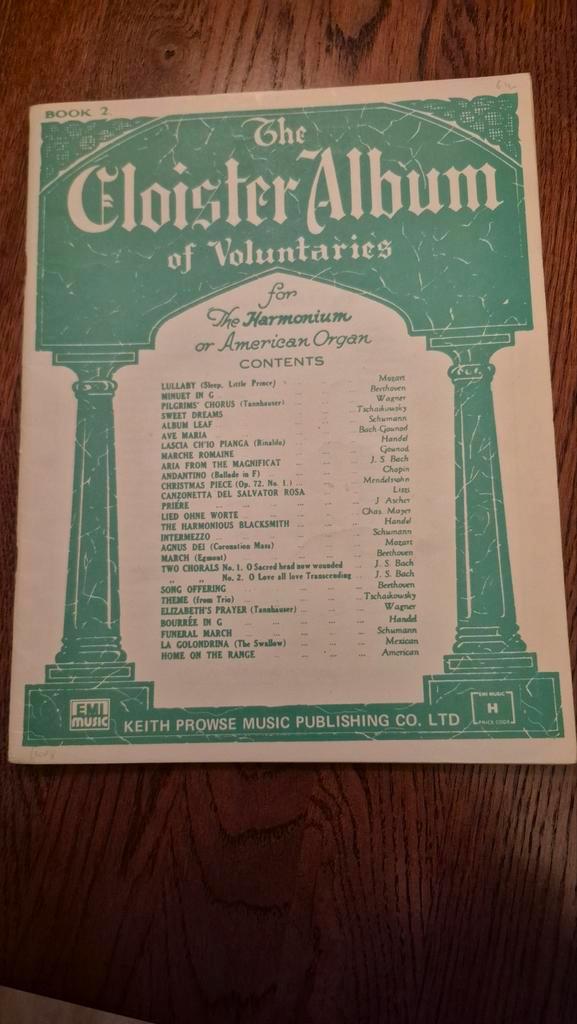 BOOK 2.
The
Cloister Album
of Voluntaries
for
The Harmonium
or American Organ
CONTENTS
LULLABY (Sleep, Little Prince) ... Mozart
MINUET IN G ... Beethoven
PILGRIMS' CHORUS (Tannhauser) ... Wagner
SWEET DREAMS ... Tschaikowsky
ALBUM LEAF ... Schumann
AVE MARIA ... Bach-Gounod
LASCIA CH'IO PIANGA (Rinaldo) ... Handel
MARCHE ROMAINE ... Gounod
ARIA FROM THE MAGNIFICAT ... J. S. Bach
ANDANTINO (Ballade in F) ... Chopin
CHRISTMAS PIECE (Op. 72. No. 1.) ... Mendelssohn
CANZONETTA DEL SALVATOR ROSA ... Liszt
PRIÈRE ... J Ascher
LIED OHNE WORTE ... Chas. Mayer
THE HARMONIOUS BLACKSMITH ... Handel
INTERMEZZO ... Schumann
AGNUS DEI (Coronation Mass) ... Mozart
MARCH (Egmont) ... Beethoven
TWO CHORALS No. 1. O Sacred head now wounded ... J. S. Bach
" " No. 2. O Love all love Transcending ... J. S. Bach
SONG OFFERING ... Beethoven
THEME (from Trio) ... Tschaikowsky
ELIZABETH'S PRAYER (Tannhauser) ... Wagner
BOURRÉE IN G ... Handel
FUNERAL MARCH ... Schumann
LA GOLONDRINA (The Swallow) ... Mexican
HOME ON THE RANGE ... American
EMI
MUSIC
KEITH PROWSE MUSIC PUBLISHING CO. LTD
EMI MUSIC
H
PRICE CODE